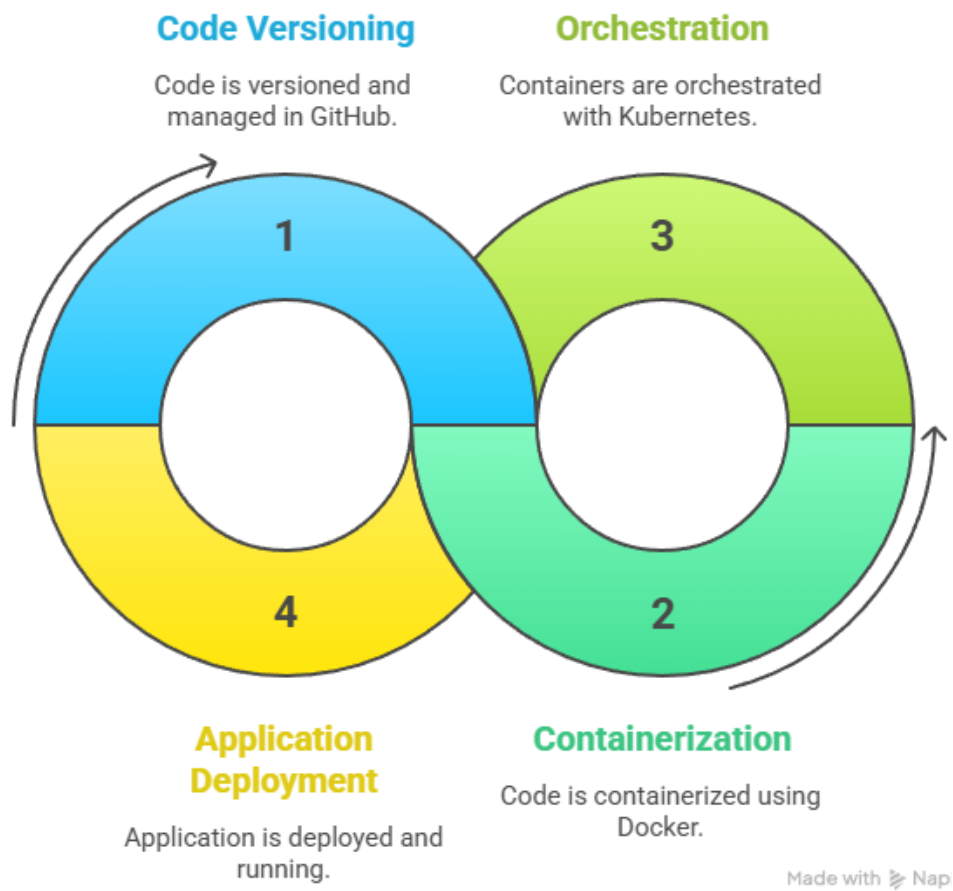 Code Versioning
Code is versioned and
managed in GitHub.
Orchestration
Containers are orchestrated
with Kubernetes.
1
3
4
2
Application
Deployment
Application is deployed and
running.
Containerization
Code is containerized using
Docker.
Made with Nap